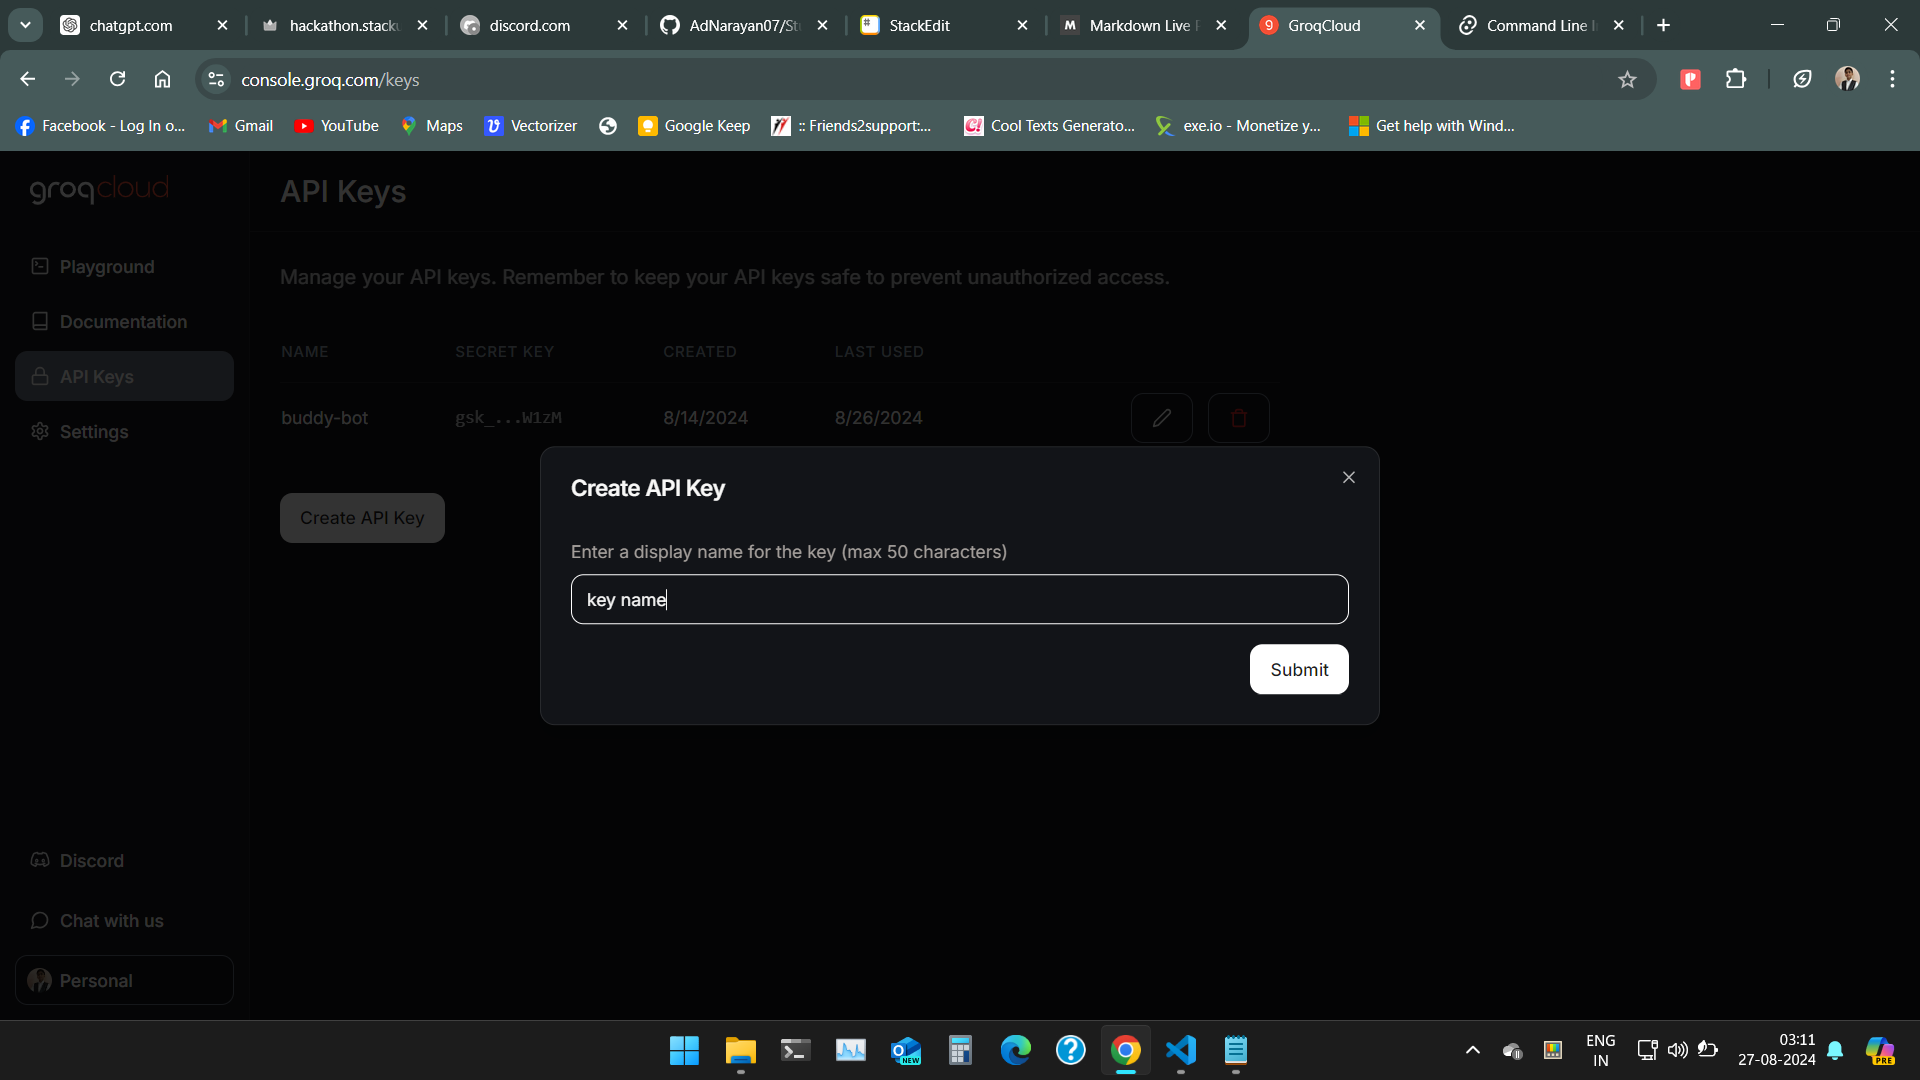 chatgpt.com
hackathon.stack
discord.com
AdNarayan07/St
StackEdit
Markdown Live
GroqCloud
Command Line
console.groq.com/keys
Facebook - Log In o...
Gmail
YouTube
Maps
Vectorizer
Google Keep
:: Friends2support:...
Cool Texts Generato...
exe.io - Monetize y...
Get help with Wind...
groqcloud
API Keys
Playground
Documentation
API Keys
Settings
Manage your API keys. Remember to keep your API keys safe to prevent unauthorized access.
NAME SECRET KEY CREATED LAST USED
buddy-bot gsk_...W1zM 8/14/2024 8/26/2024
Create API Key
Create API Key
Enter a display name for the key (max 50 characters)
key name
Submit
Discord
Chat with us
Personal
NEW
ENG
IN
03:11
27-08-2024
PRE